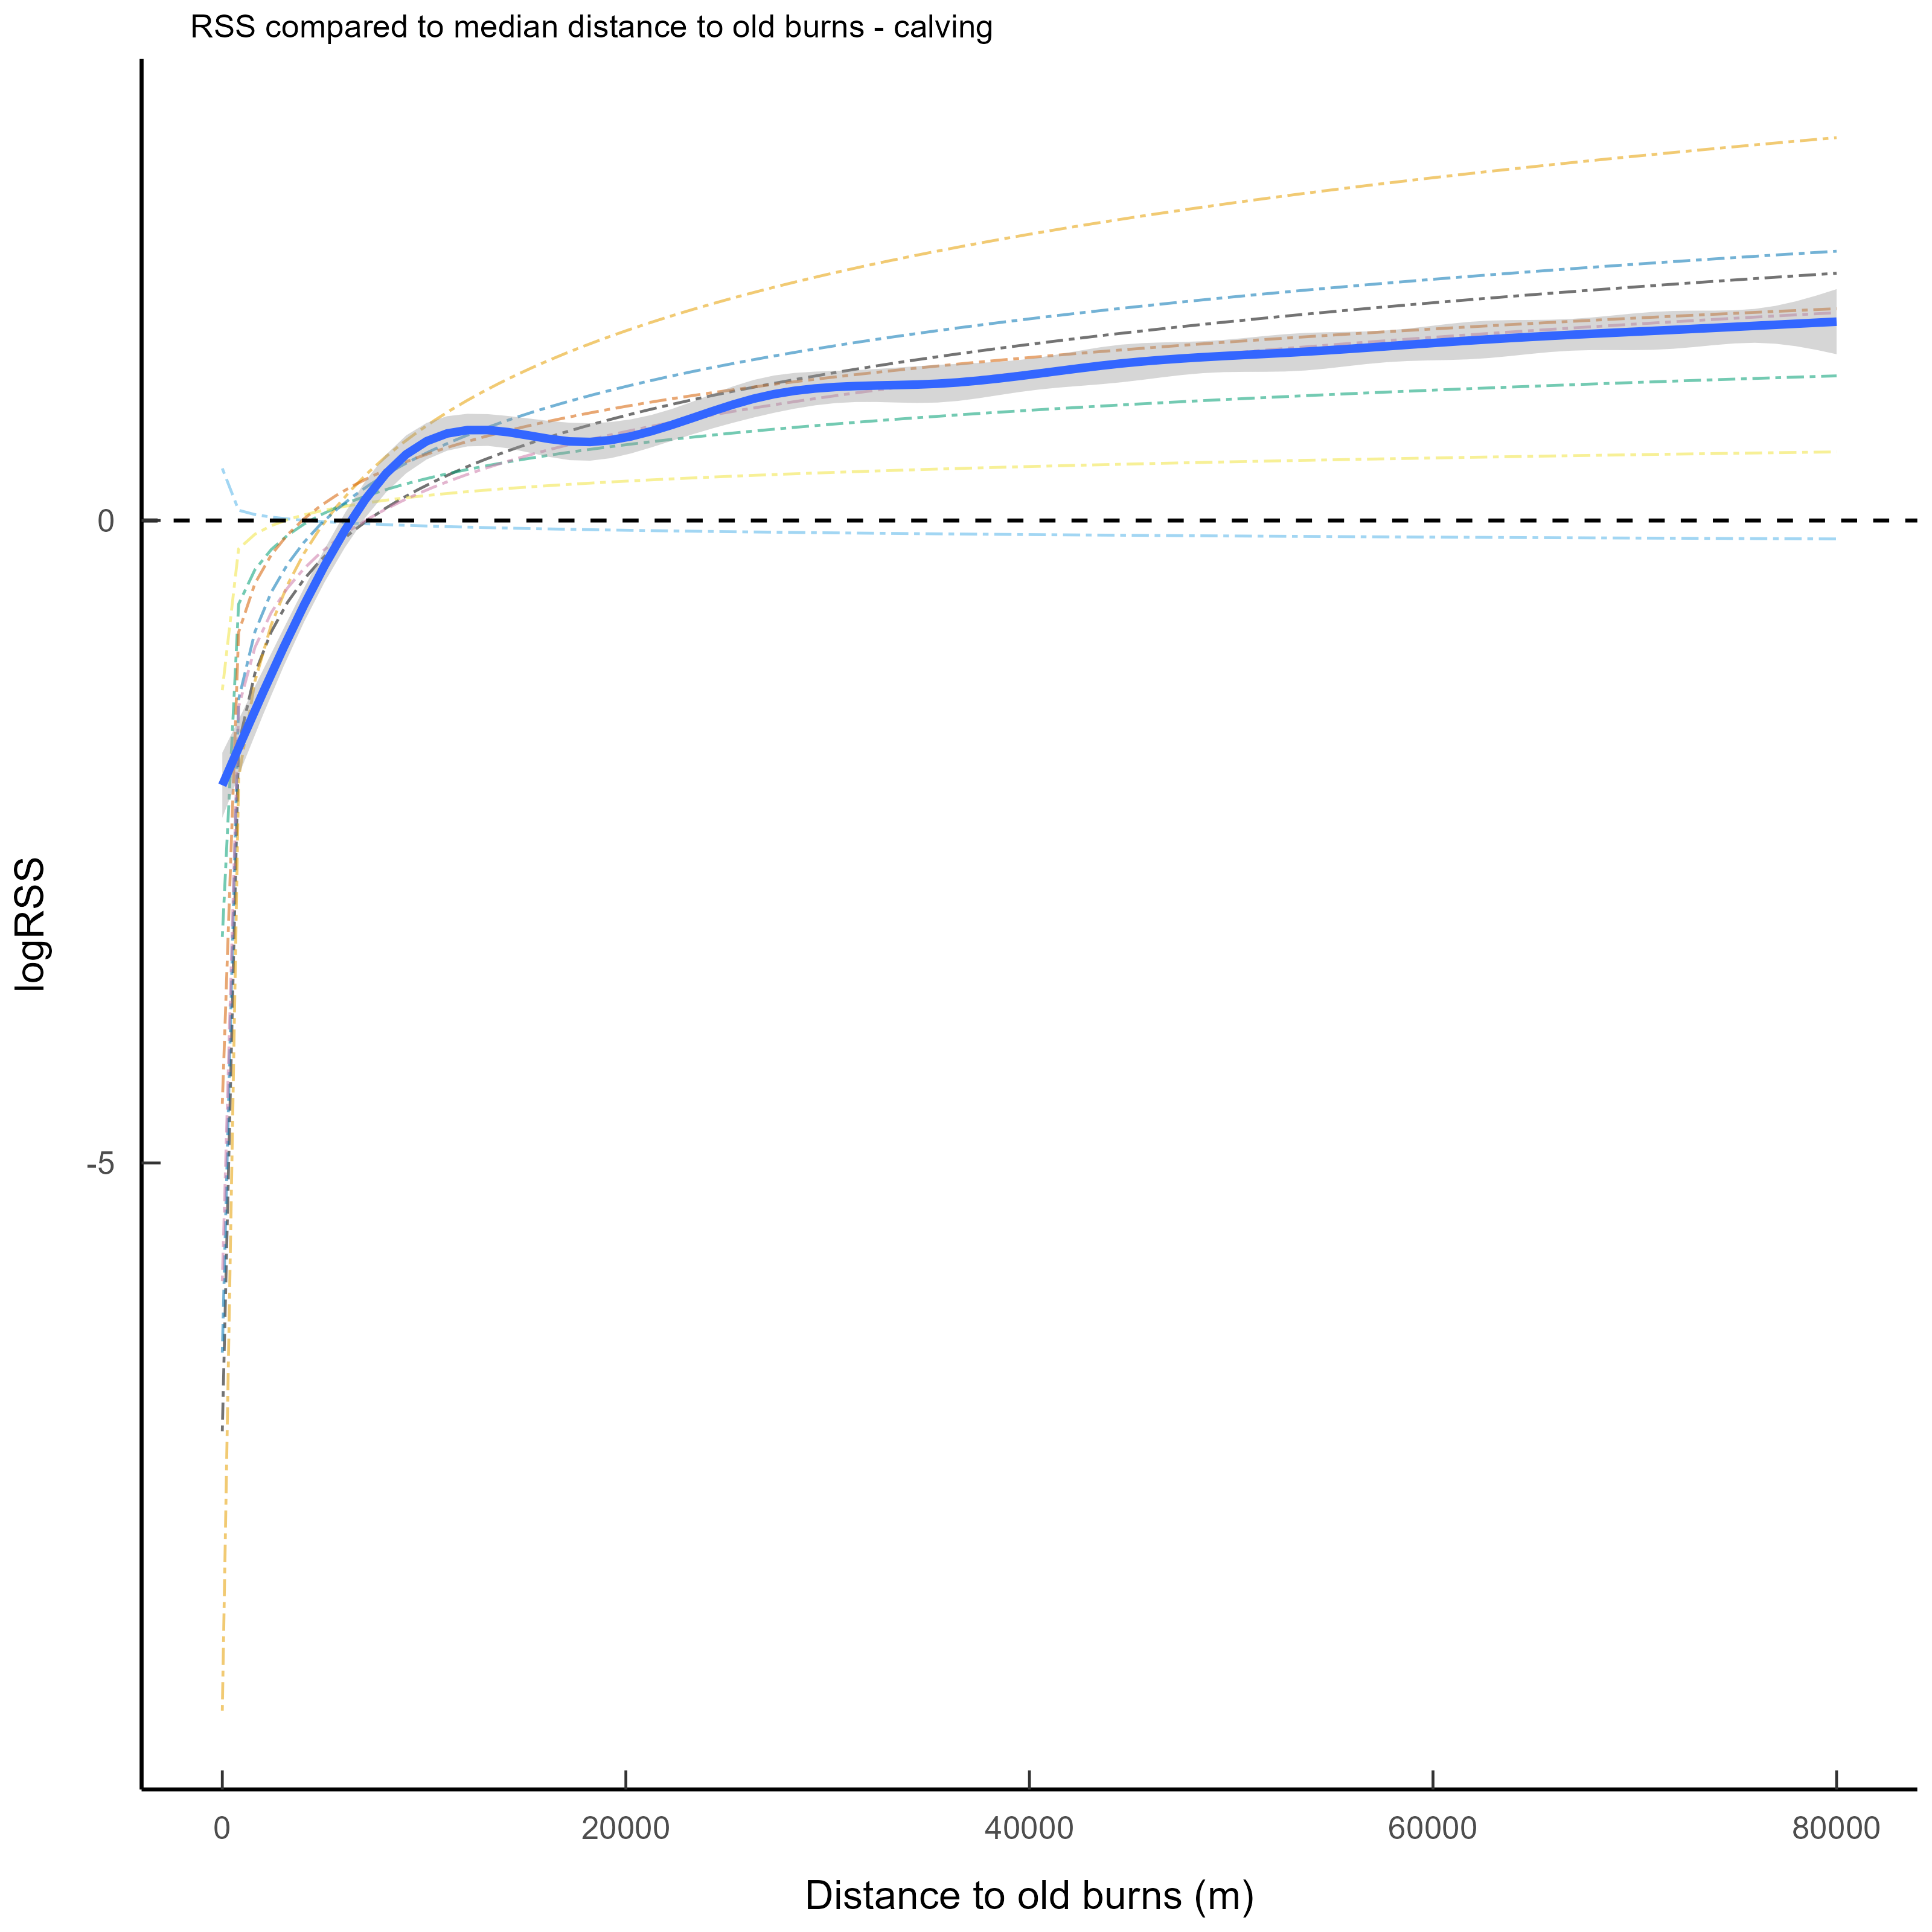 RSS compared to median distance to old burns - calving
logRSS
0
-5
0
20000
40000
60000
80000
Distance to old burns (m)